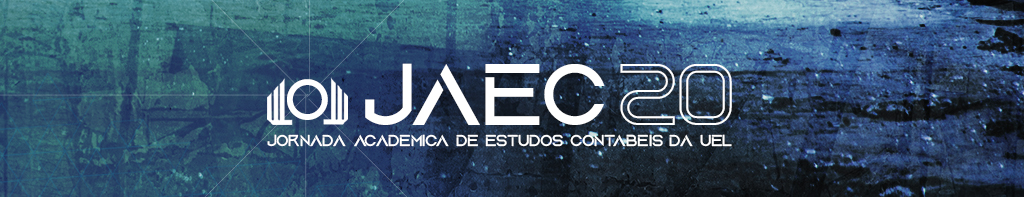 JAEC 20
JORNADA ACADEMICA DE ESTUDOS CONTABEIS DA UEL